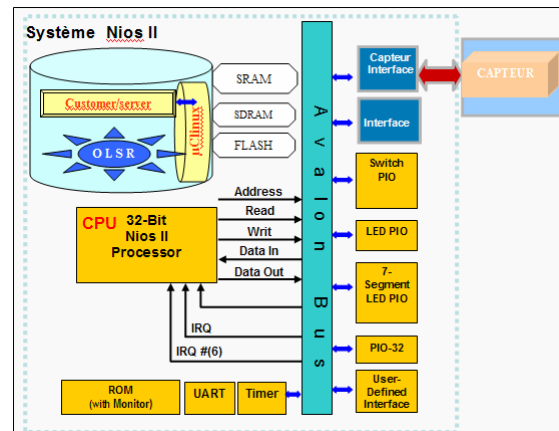 Système Nios II
Customer/server
µClinux
OLSR
SRAM
SDRAM
FLASH
CPU 32-Bit
Nios II
Processor
Address
Read
Writ
Data In
Data Out
IRQ
IRQ #(6)
ROM
(with Monitor)
UART
Timer
Avalon Bus
Capteur
Interface
CAPTEUR
Interface
Switch
PIO
LED PIO
7-
Segment
LED PIO
PIO-32
User-
Defined
Interface